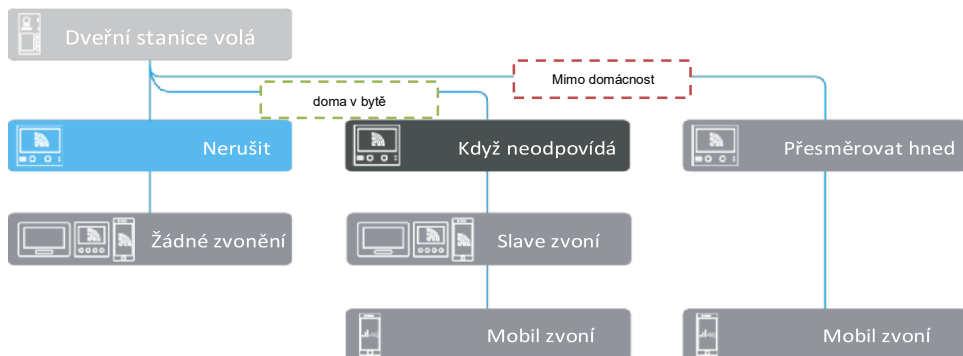 Dveřní stanice volá
Mimo domácnost
doma v bytě
Nerušit
Když neodpovídá
Přesměrovat hned
Žádné zvonění
Slave zvoní
Mobil zvoní
Mobil zvoní